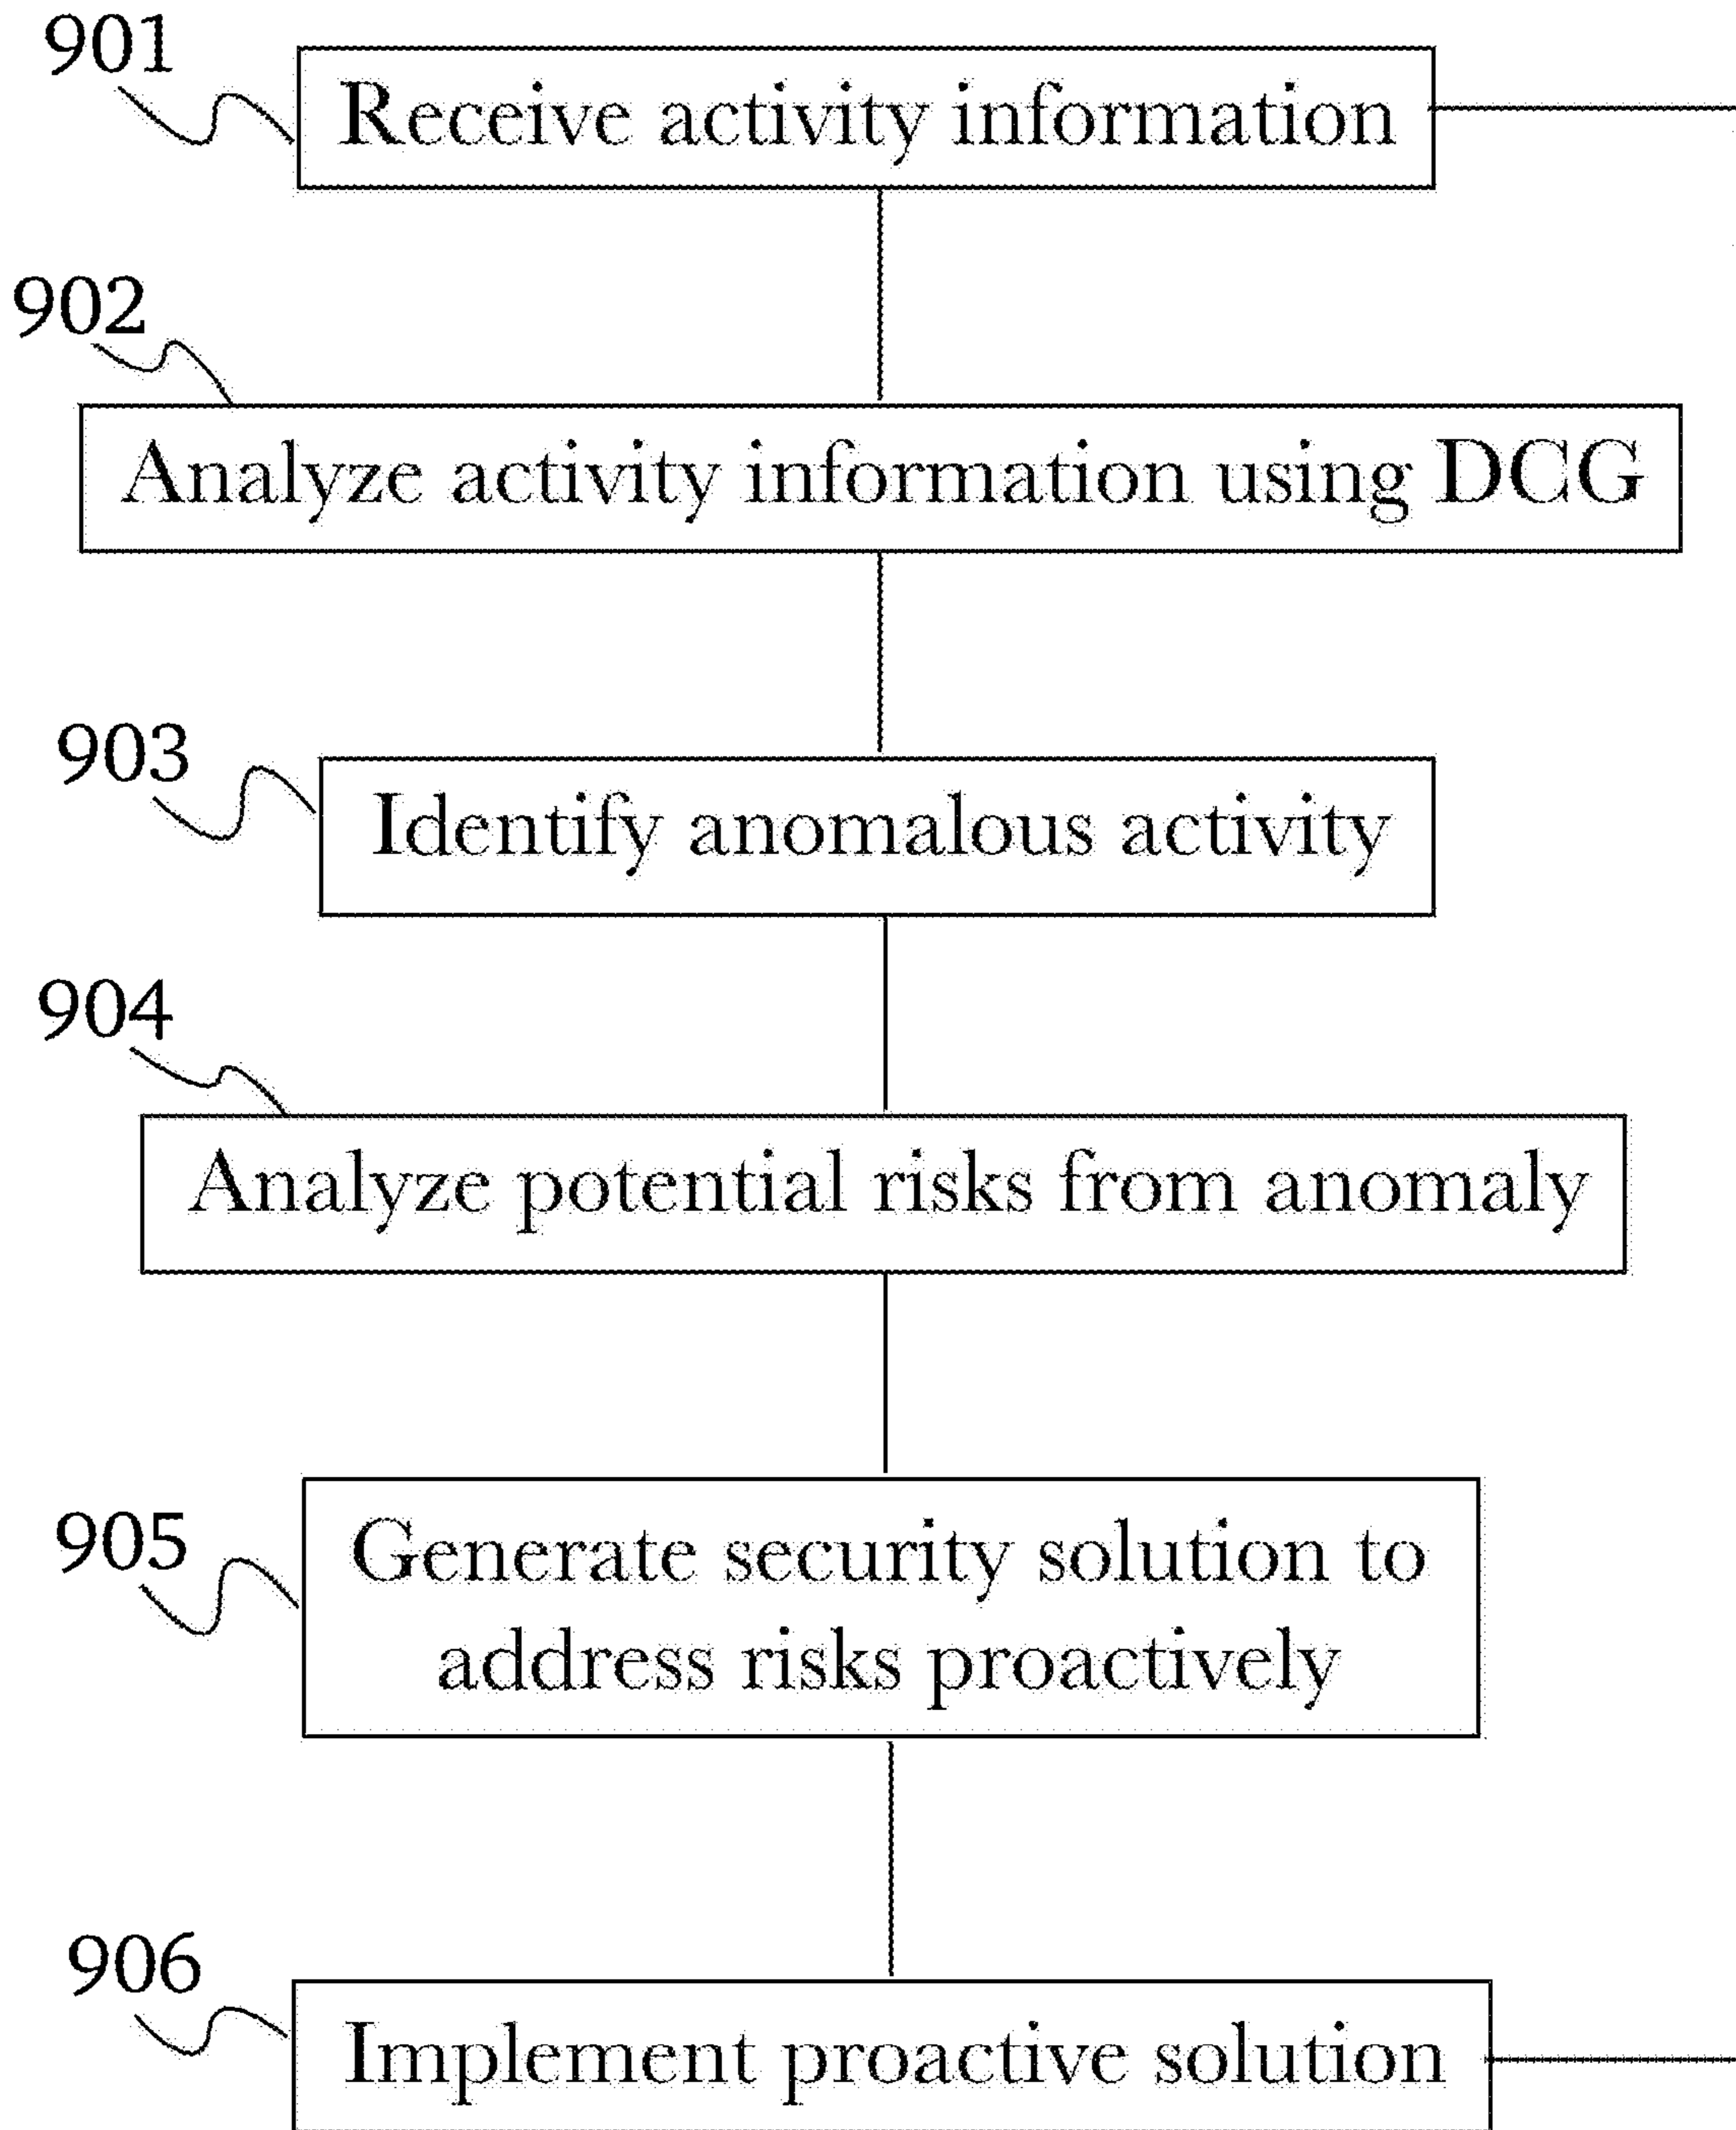 901
Receive activity information
902
Analyze activity information using DCG
903
Identify anomalous activity
904
Analyze potential risks from anomaly
905
Generate security solution to
address risks proactively
906
Implement proactive solution